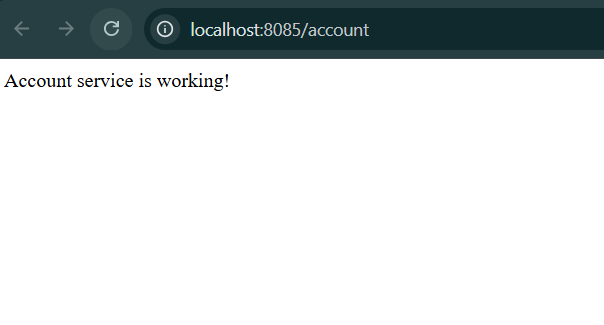 localhost:8085/account
Account service is working!